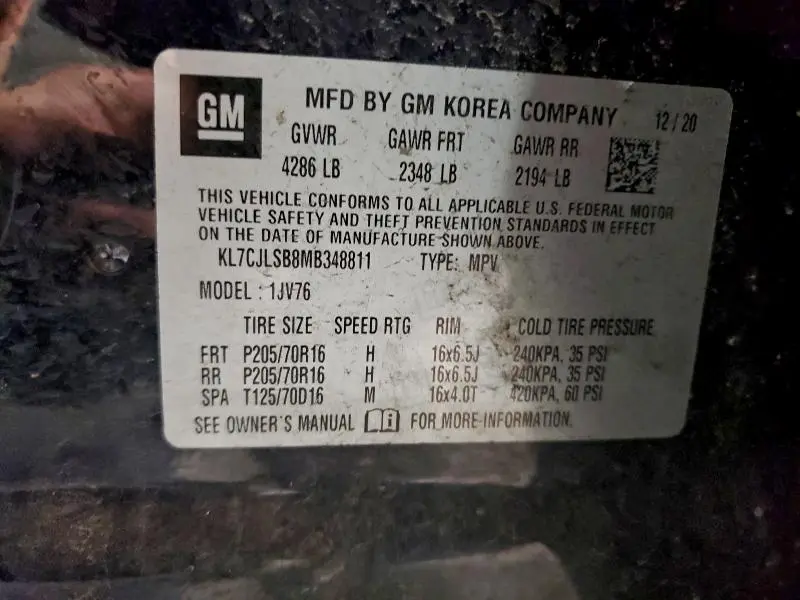 GM MFD BY GM KOREA COMPANY 12/20
GVWR GAWR FRT GAWR RR
4286 LB 2348 LB 2194 LB
THIS VEHICLE CONFORMS TO ALL APPLICABLE U.S. FEDERAL MOTOR
VEHICLE SAFETY AND THEFT PREVENTION STANDARDS IN EFFECT
ON THE DATE OF MANUFACTURE SHOWN ABOVE.
KL7CJLSB8MB348811 TYPE: MPV
MODEL : 1JV76
TIRE SIZE SPEED RTG RIM COLD TIRE PRESSURE
FRT P205/70R16 H 16x6.5J 240KPA, 35 PSI
RR P205/70R16 H 16x6.5J 240KPA, 35 PSI
SPA T125/70D16 M 16x4.0T 420KPA, 60 PSI
SEE OWNER'S MANUAL i FOR MORE INFORMATION.